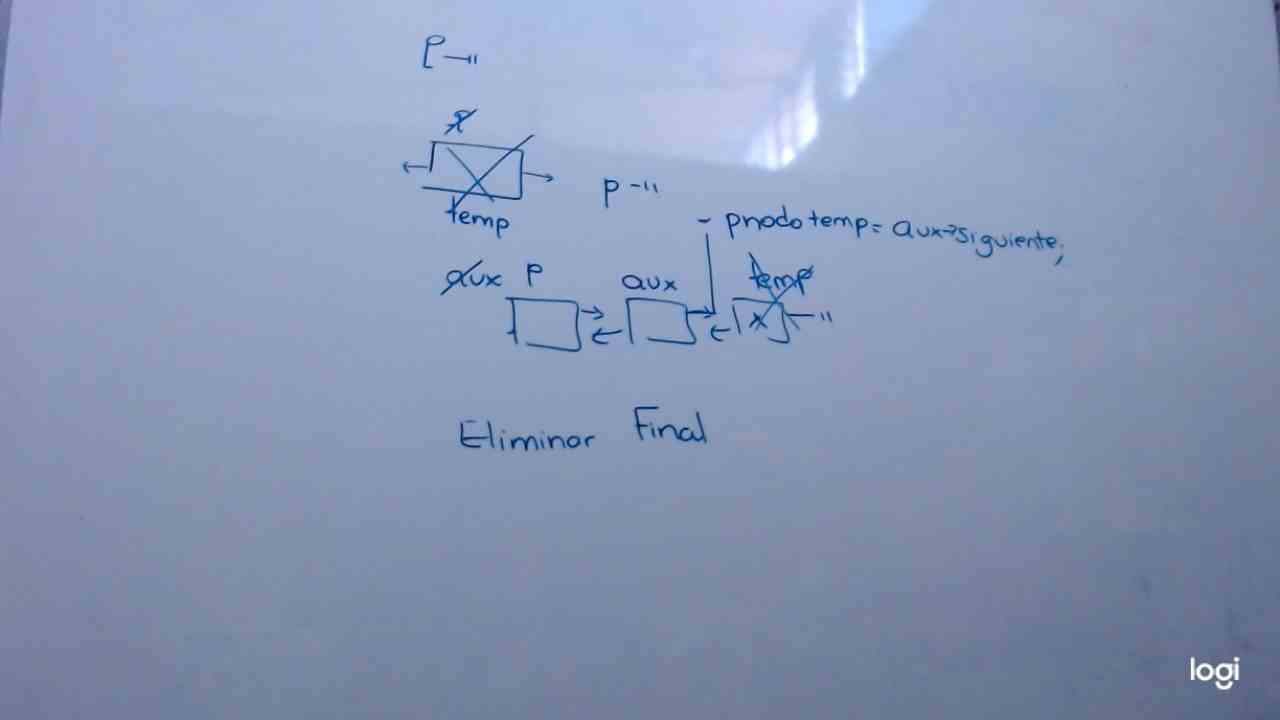 P
P
temp
P
- pnodo temp= aux→siguiente;
aux P aux temp
x
Eliminar Final
logi